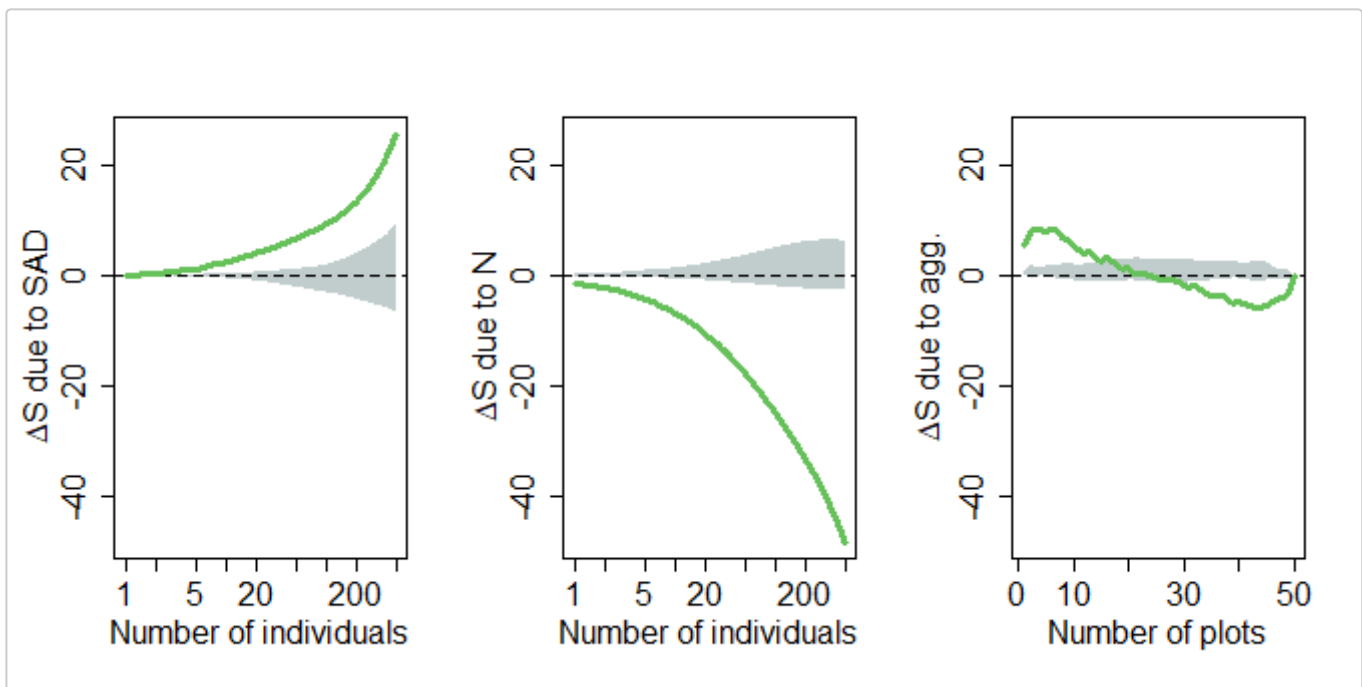 ΔS due to SAD
20
0
-20
-40
1 5 20 200
Number of individuals
ΔS due to N
20
0
-20
-40
1 5 20 200
Number of individuals
ΔS due to agg.
20
0
-20
-40
0 10 30 50
Number of plots